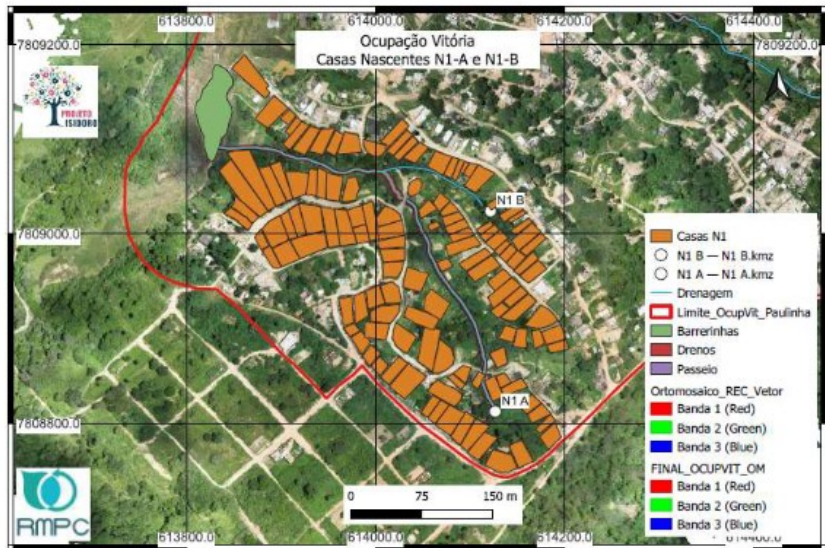 613800.0 614000.0 614200.0 614400.0
7809200.0 7809200.0
Ocupação Vitória
Casas Nascentes N1-A e N1-B
PROJETO
ISIDORO
N1 B
7809000.0
Casas N1
N1 B — N1 B.kmz
N1 A — N1 A.kmz
Drenagem
Limite_OcupVit_Paulinha
Barrerinhas
Drenos
Passeio
Ortomosaico_REC_Vetor
Banda 1 (Red)
Banda 2 (Green)
Banda 3 (Blue)
FINAL_OCUPVIT_OM
Banda 1 (Red)
Banda 2 (Green)
Banda 3 (Blue)
N1 A
7808800.0
0 75 150 m
RMPC
613800.0 614000.0 614200.0 614400.0